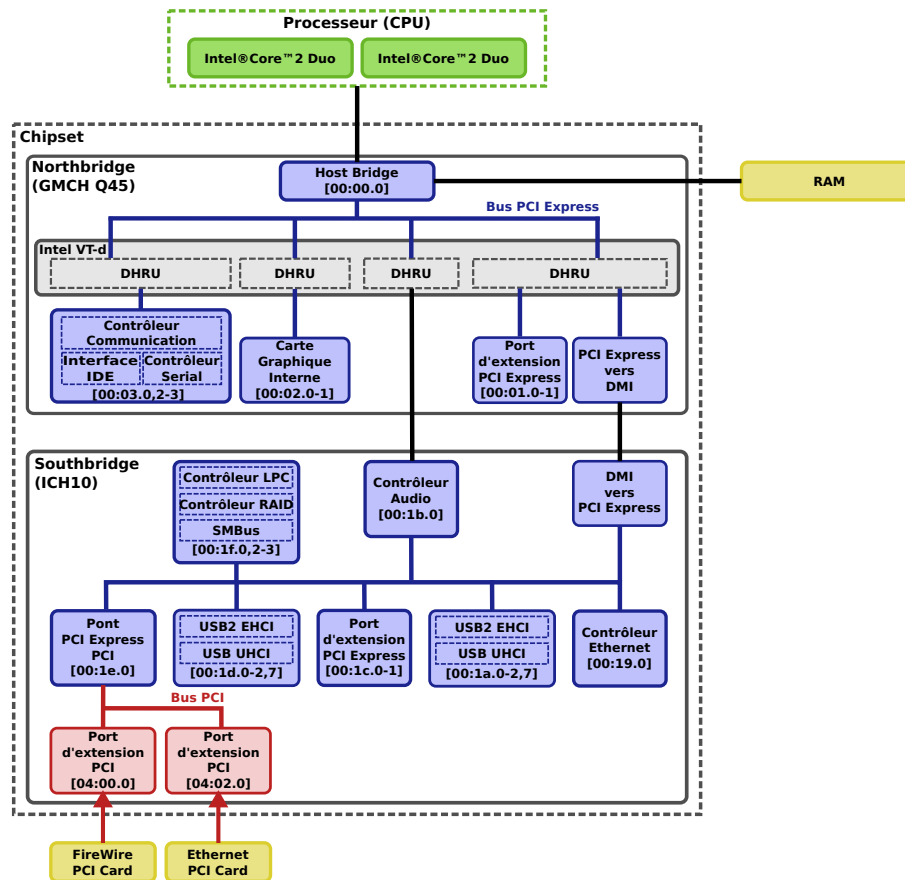 Processeur (CPU)
Intel®Core™2 Duo
Intel®Core™2 Duo
Chipset
Northbridge
(GMCH Q45)
Host Bridge
[00:00.0]
RAM
Bus PCI Express
Intel VT-d
DHRU
DHRU
DHRU
DHRU
Contrôleur
Communication
Interface
IDE
Contrôleur
Serial
[00:03.0,2-3]
Carte
Graphique
Interne
[00:02.0-1]
Port
d'extension
PCI Express
[00:01.0-1]
PCI Express
vers
DMI
Southbridge
(ICH10)
Contrôleur LPC
Contrôleur RAID
SMBus
[00:1f.0,2-3]
Contrôleur
Audio
[00:1b.0]
DMI
vers
PCI Express
Pont
PCI Express
PCI
[00:1e.0]
USB2 EHCI
USB UHCI
[00:1d.0-2,7]
Port
d'extension
PCI Express
[00:1c.0-1]
USB2 EHCI
USB UHCI
[00:1a.0-2,7]
Contrôleur
Ethernet
[00:19.0]
Bus PCI
Port
d'extension
PCI
[04:00.0]
Port
d'extension
PCI
[04:02.0]
FireWire
PCI Card
Ethernet
PCI Card